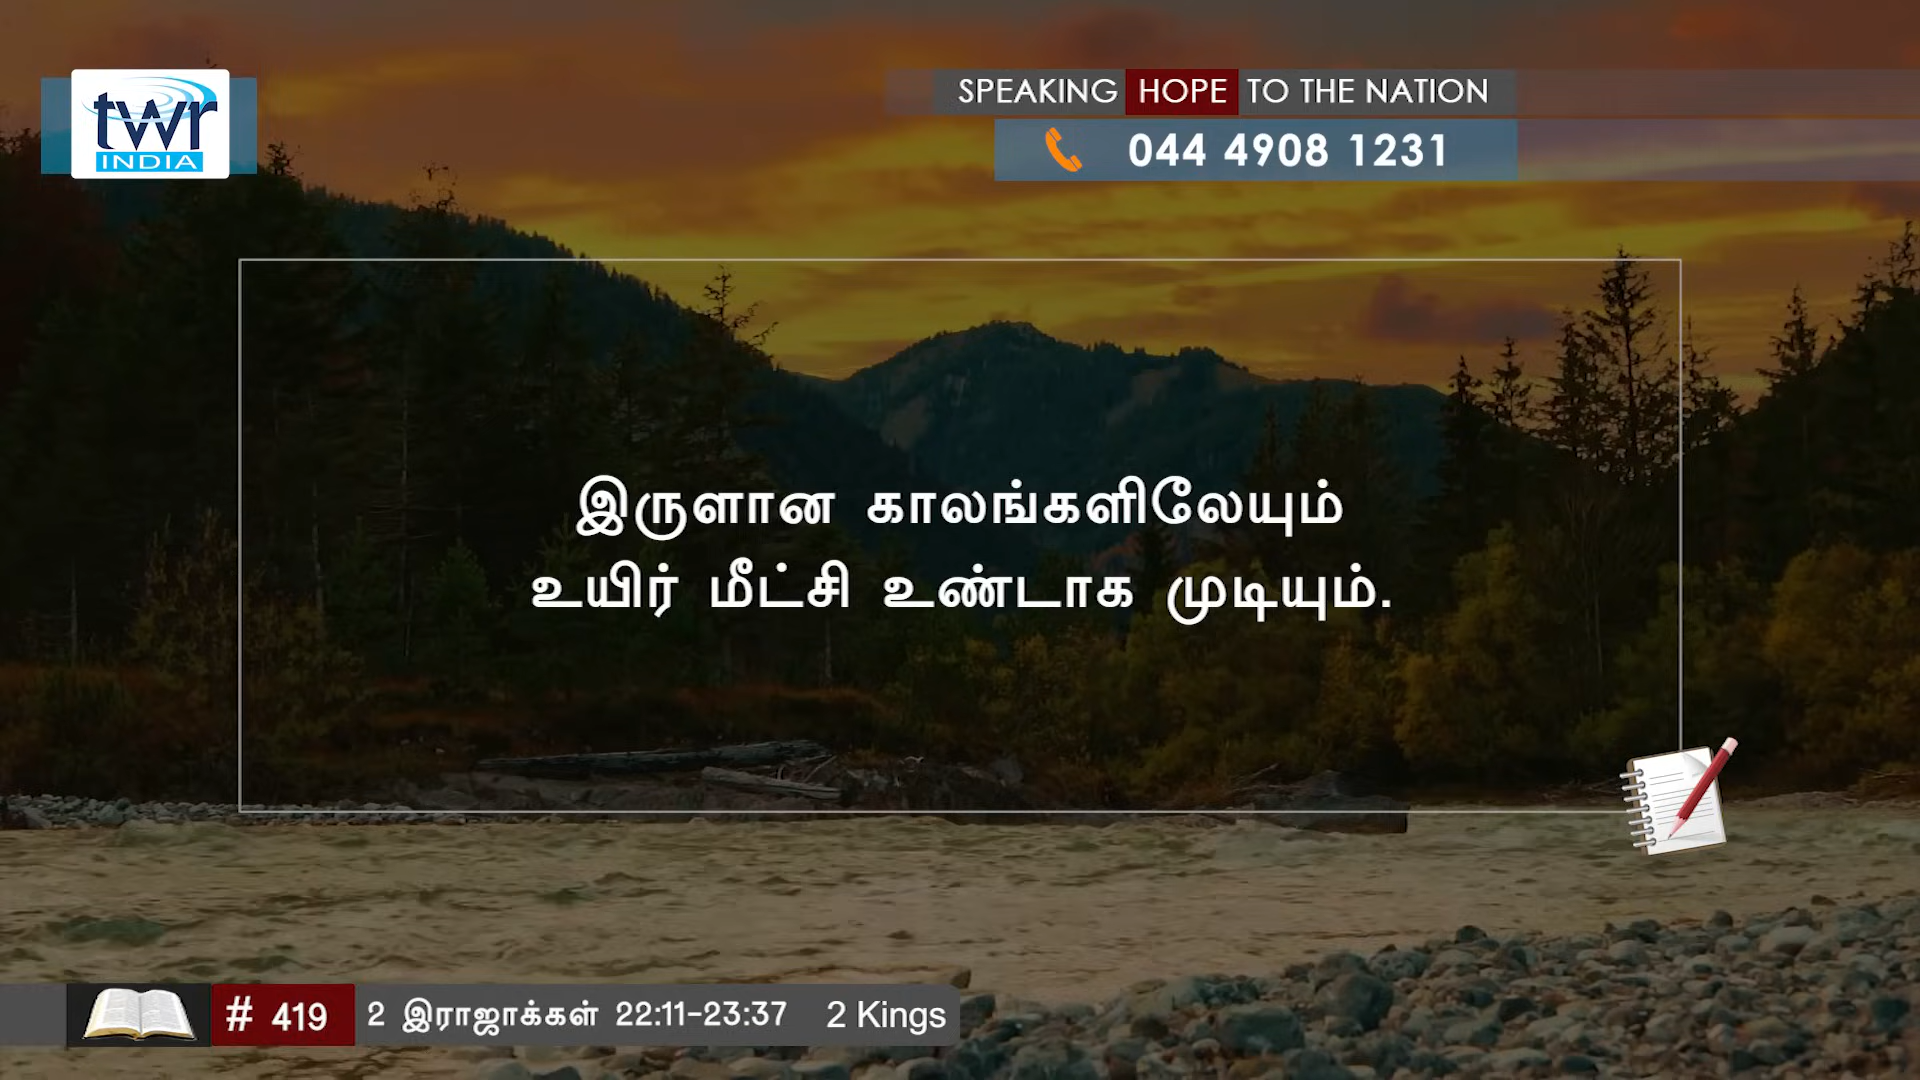 twr
INDIA
SPEAKING HOPE TO THE NATION
044 4908 1231
இருளான காலங்களிலேயும்
உயிர் மீட்சி உண்டாக முடியும்.
# 419 2 இராஜாக்கள் 22:11-23:37 2 Kings